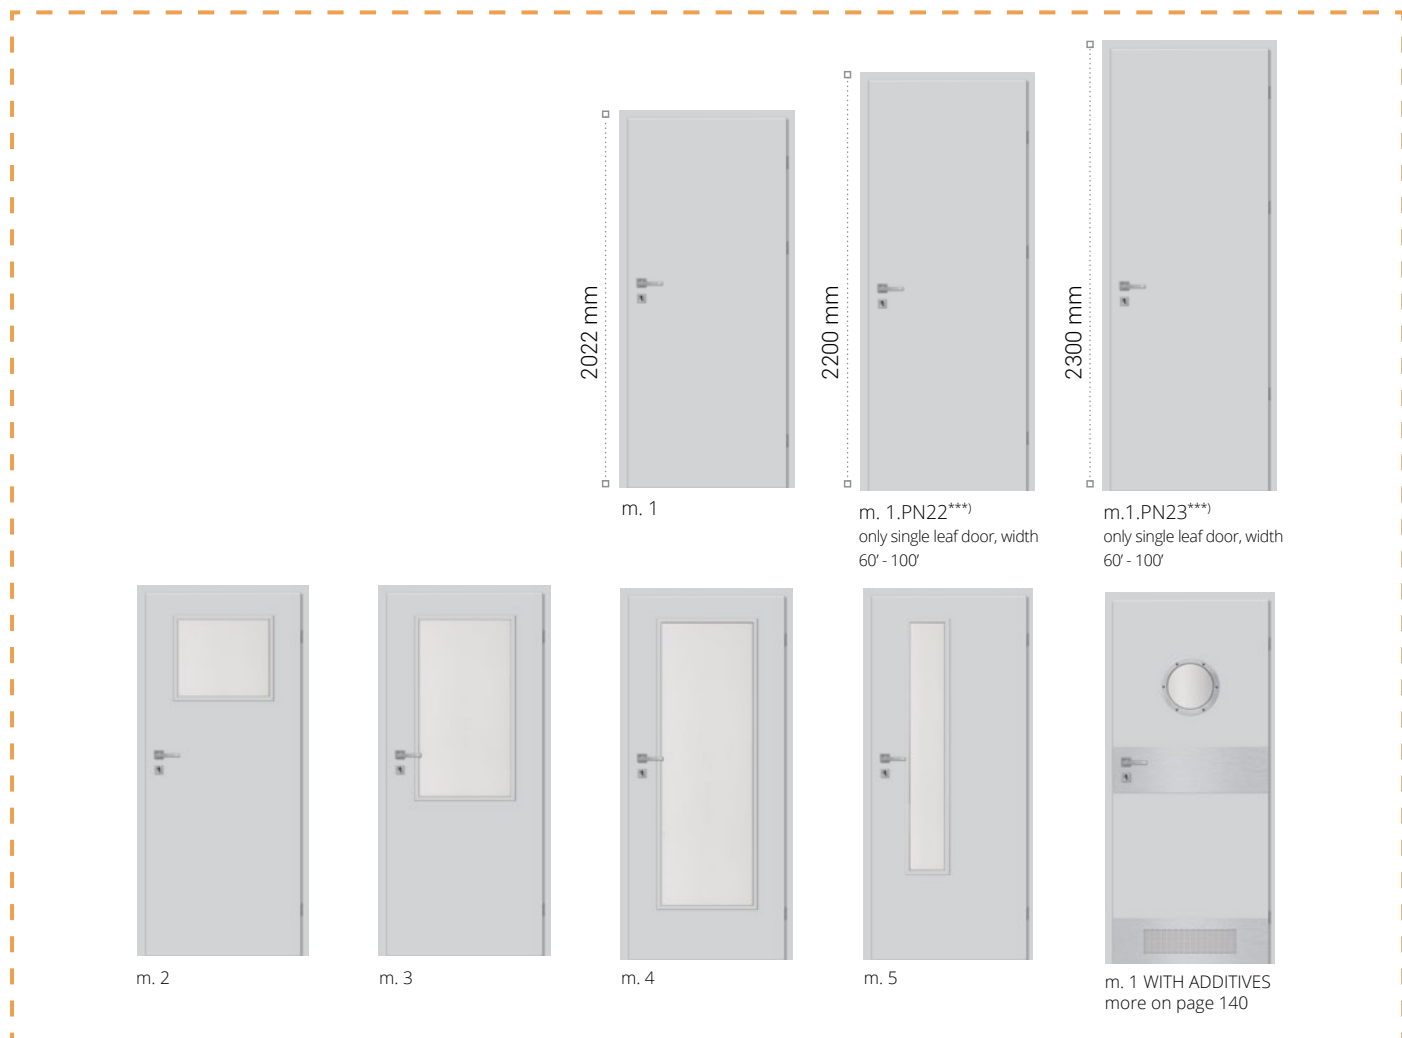 2022 mm
2200 mm
2300 mm
m. 1
m. 1.PN22***)
only single leaf door, width
60' - 100'
m.1.PN23***)
only single leaf door, width
60' - 100'
m. 2
m. 3
m. 4
m. 5
m. 1 WITH ADDITIVES
more on page 140